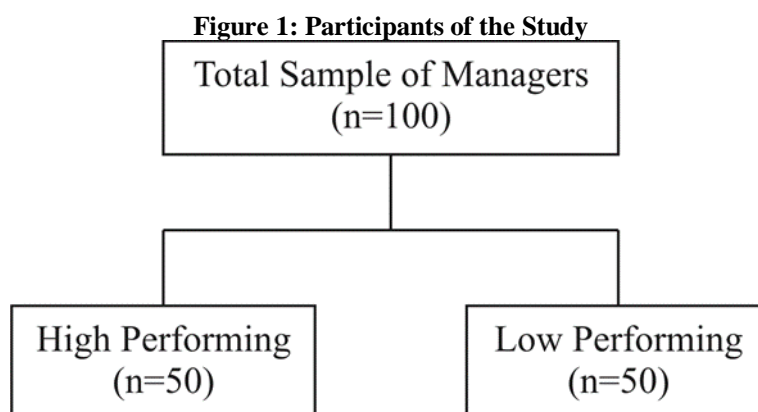 Figure 1: Participants of the Study
Total Sample of Managers
(n=100)
High Performing
(n=50)
Low Performing
(n=50)